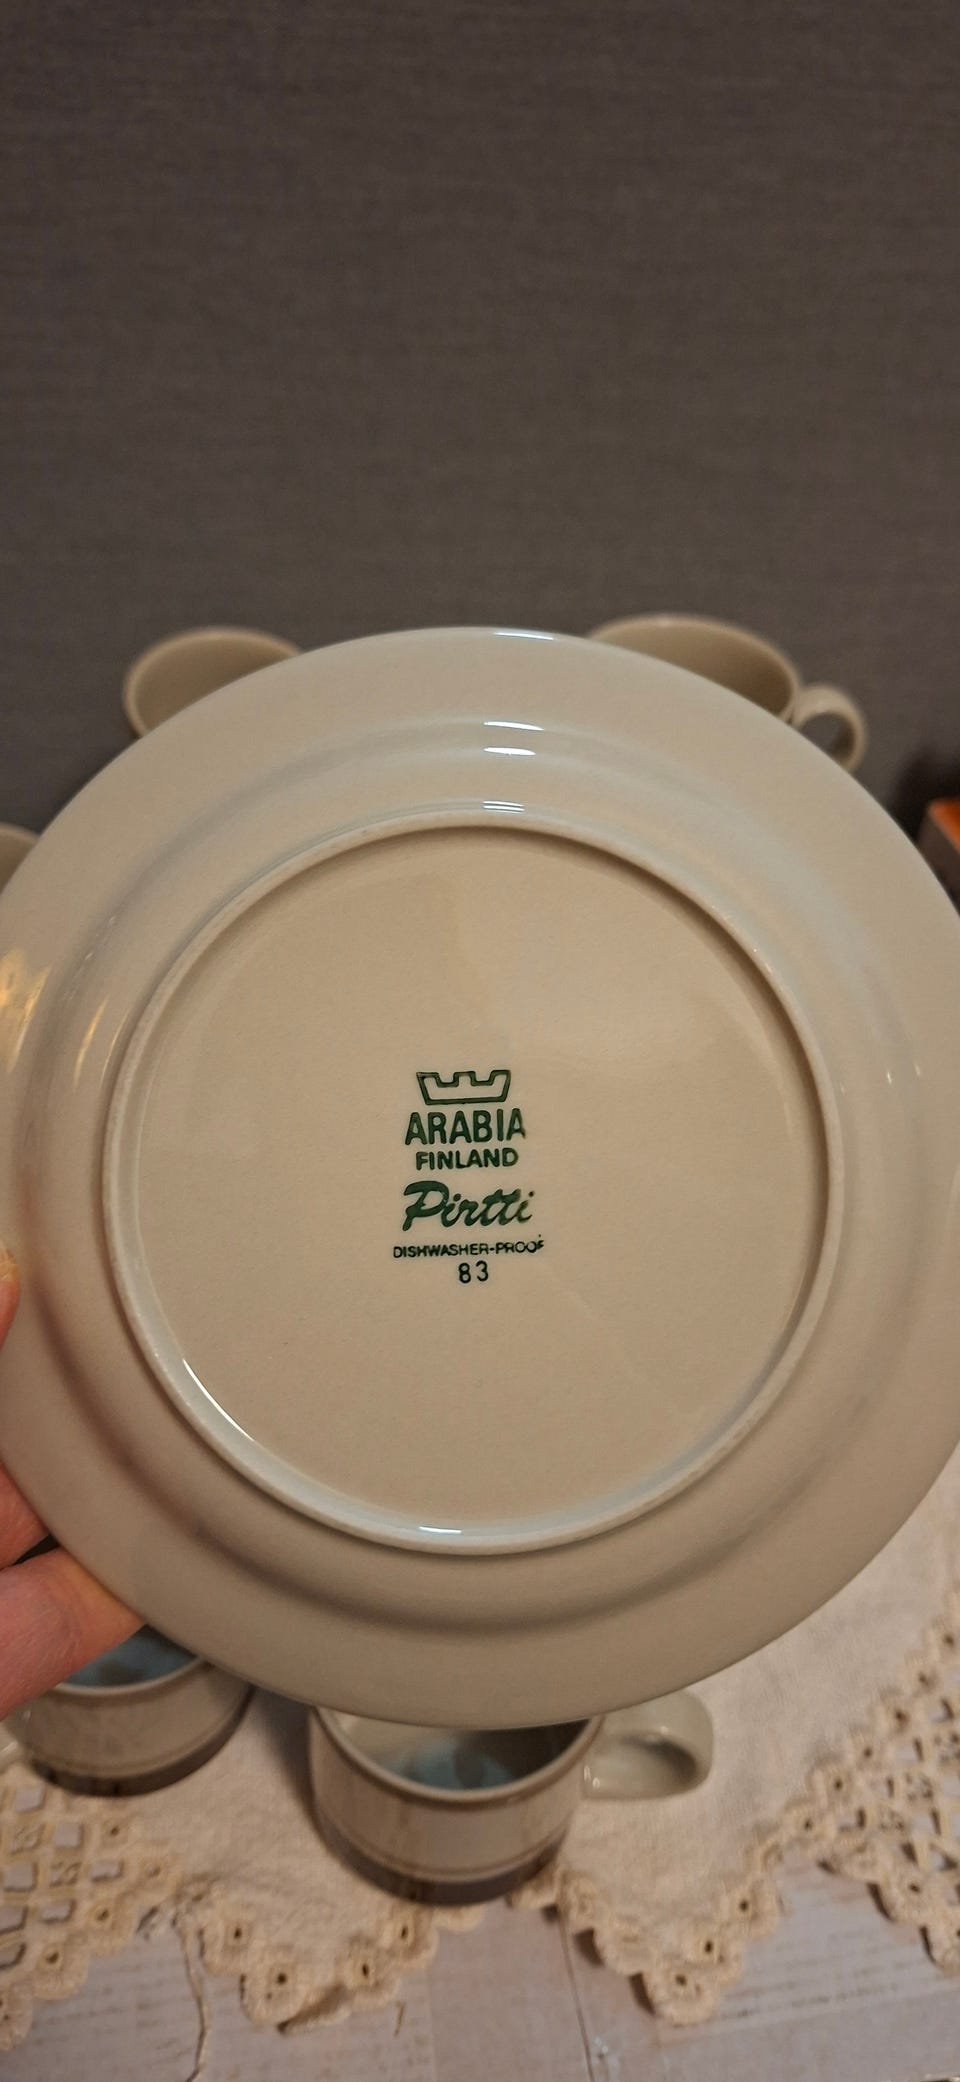 ARABIA
FINLAND
Pirtti
DISHWASHER-PROOF
83